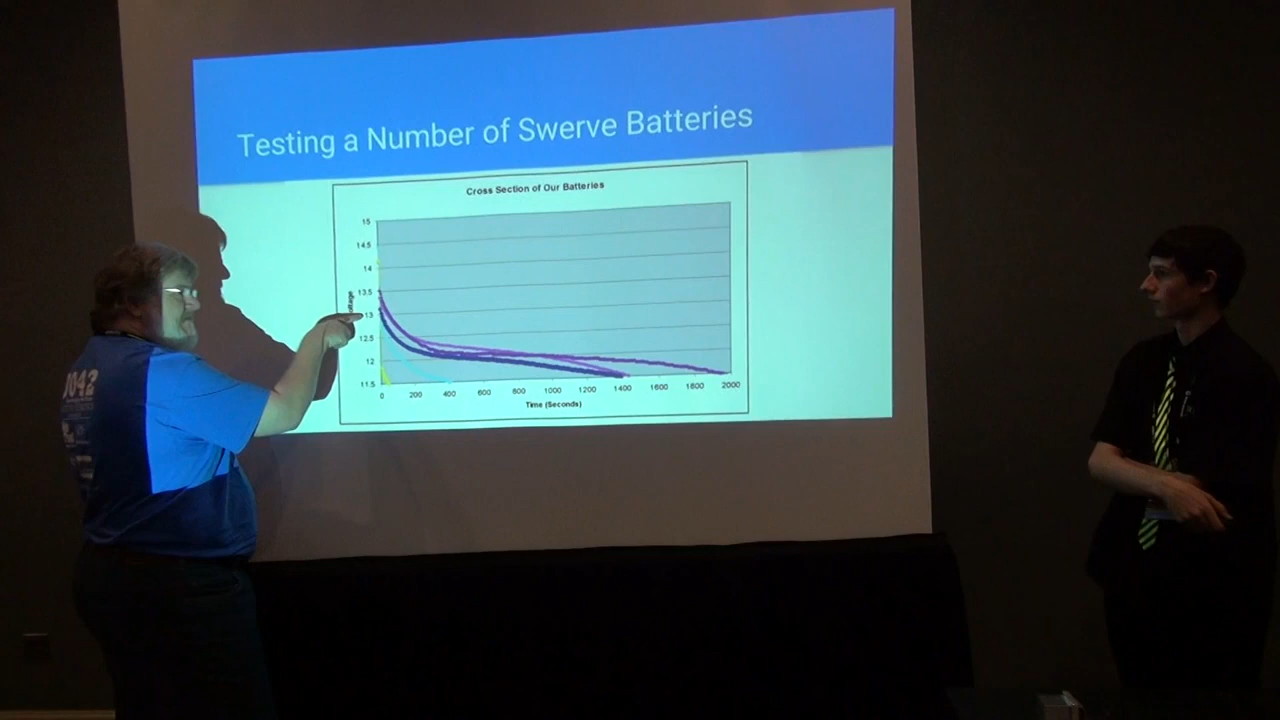 Testing a Number of Swerve Batteries
Cross Section of Our Batteries
15
14.5
14
13.5
13
12.5
12
11.5
0 200 400 600 800 1000 1200 1400 1600 1800 2000
Time (Seconds)